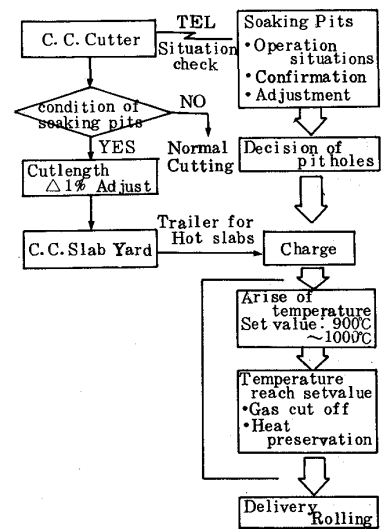 C.C.Cutter
TEL
Situation
check
Soaking Pits
•Operation
situations
•Confirmation
•Adjustment
condition of
soaking pits
NO
YES
Normal
Cutting
Decision of
pit holes
Cutlength
△1% Adjust
C.C.Slab Yard
Trailer for
Hot slabs
Charge
Arise of
temperature
Set value: 900℃
~1000℃
Temperature
reach setvalue
•Gas cut off
•Heat
preservation
Delivery
Rolling